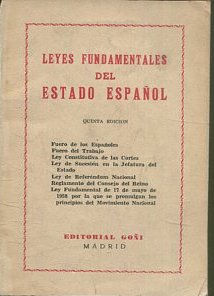 LEYES FUNDAMENTALES
DEL
ESTADO ESPAÑOL
QUINTA EDICION
Fuero de los Españoles
Fuero del Trabajo
Ley Constitutiva de las Cortes
Ley de Sucesión en la Jefatura del
Estado
Ley de Referéndum Nacional
Reglamento del Consejo del Reino
Ley Fundamental de 17 de mayo de
1958 por la que se promulgan los
principios del Movimiento Nacional
EDITORIAL GOÑI
MADRID